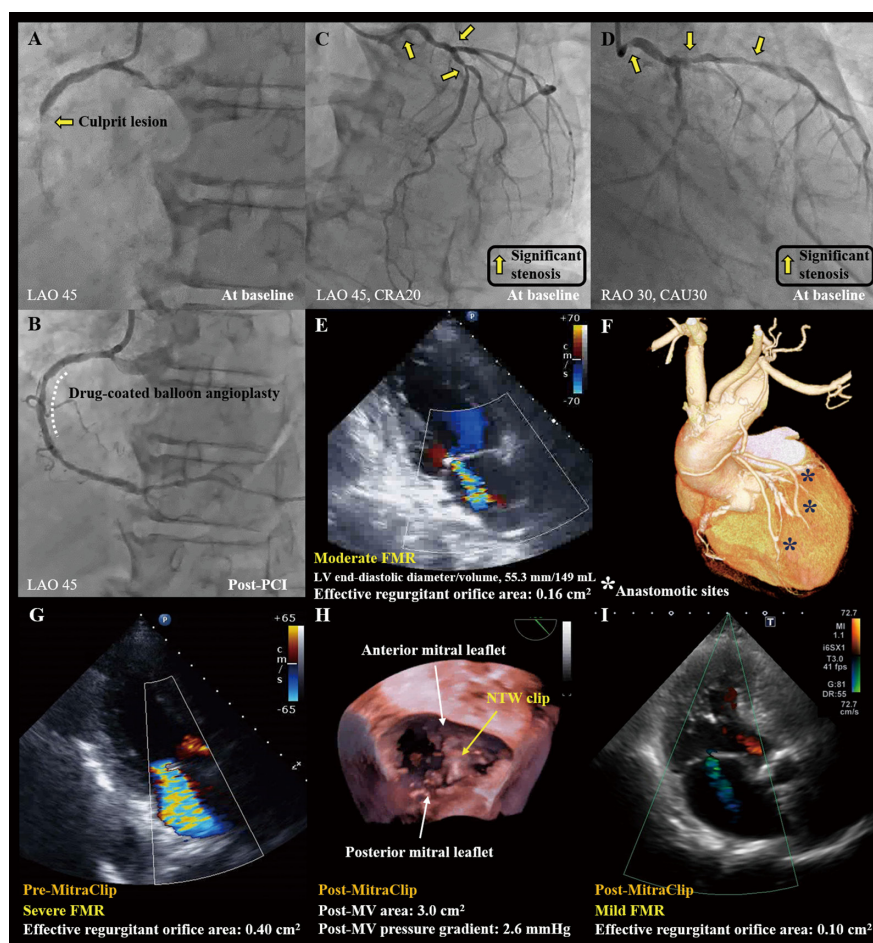 A
Culprit lesion
LAO 45
At baseline
C
Significant
stenosis
LAO 45, CRA20
At baseline
D
Significant
stenosis
RAO 30, CAU30
At baseline
B
Drug-coated balloon angioplasty
LAO 45
Post-PCI
E
P
+70
c
m
/
s
-70
Moderate FMR
LV end-diastolic diameter/volume, 55.3 mm/149 mL
Effective regurgitant orifice area: 0.16 cm²
F
*
*
*
*Anastomotic sites
G
P
+65
c
m
/
s
-65
Pre-MitraClip
Severe FMR
Effective regurgitant orifice area: 0.40 cm²
H
Anterior mitral leaflet
NTW clip
Posterior mitral leaflet
Post-MitraClip
Post-MV area: 3.0 cm²
Post-MV pressure gradient: 2.6 mmHg
I
T
72.7
MI
1.1
i6SX1
T3.0
41 fps
G:81
DR:55
72.7
cm/s
Post-MitraClip
Mild FMR
Effective regurgitant orifice area: 0.10 cm²